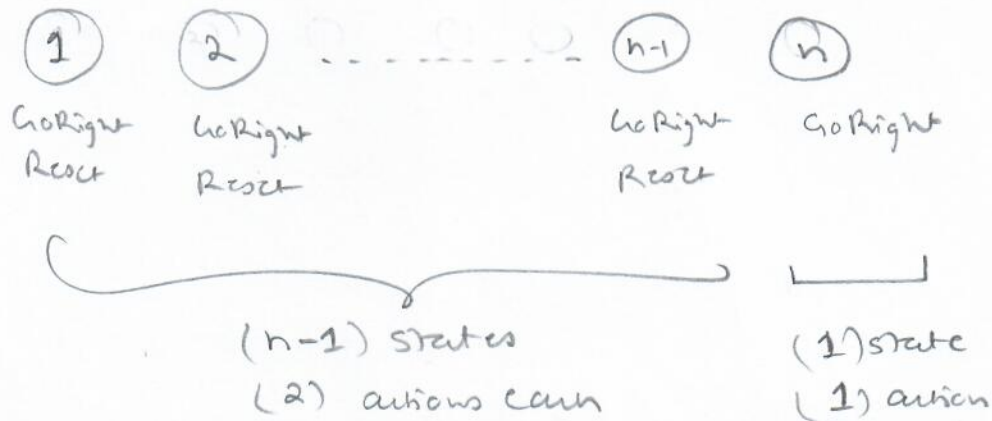 1 2 - - - - - - - - n-1 n
GoRight GoRight GoRight GoRight
Reset Reset Reset
(n-1) states (1) state
(2) actions each (1) action